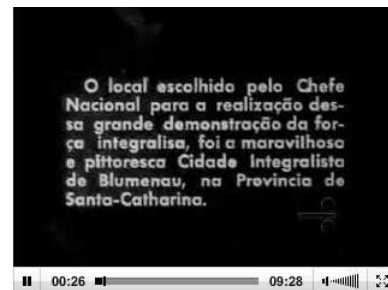 O local escolhido pelo Chefe
Nacional para a realização des-
sa grande demonstração da for-
ça integralisa, foi a maravilhosa
e pittoresca Cidade Integralista
de Blumenau, na Provincia de
Santa-Catharina.
00:26
09:28